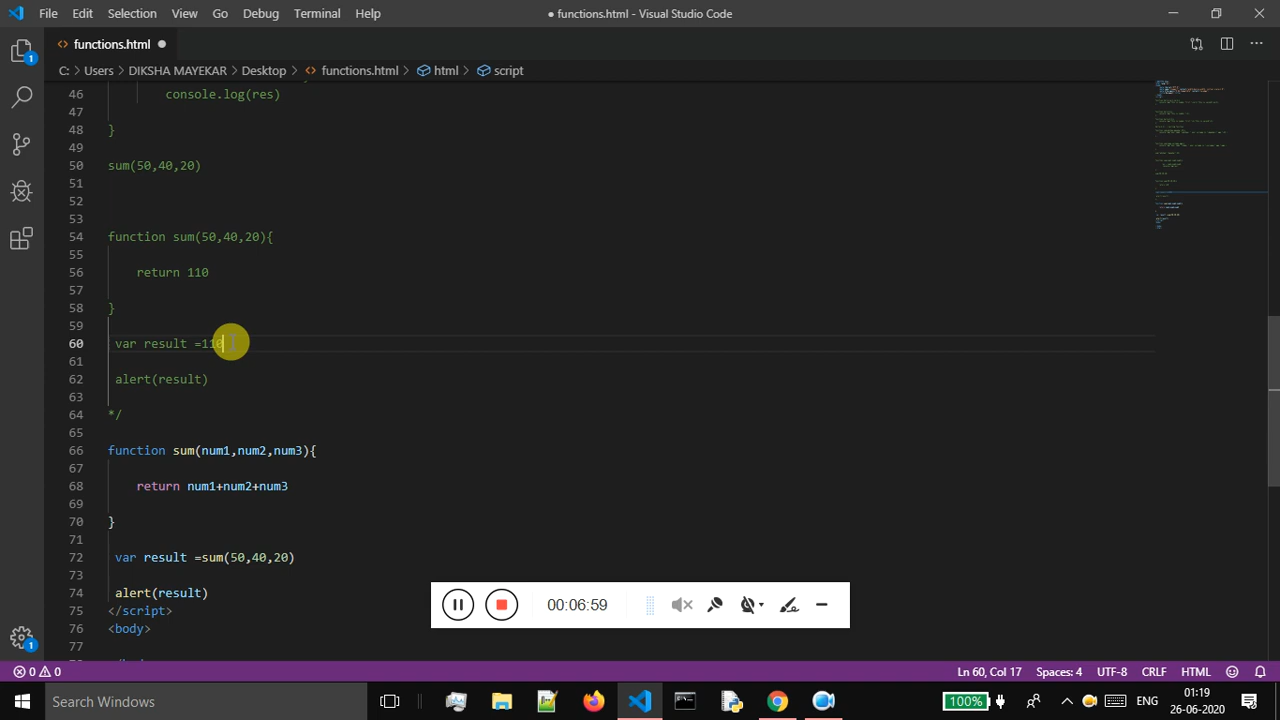 File Edit Selection View Go Debug Terminal Help
● functions.html - Visual Studio Code
functions.html ●
C: > Users > DIKSHA MAYEKAR > Desktop > functions.html > html > script
46 console.log(res)
47
48 }
49
50 sum(50,40,20)
51
52
53
54 function sum(50,40,20){
55
56 return 110
57
58 }
59
60 var result =110
61
62 alert(result)
63
64 */
65
66 function sum(num1,num2,num3){
67
68 return num1+num2+num3
69
70 }
71
72 var result =sum(50,40,20)
73
74 alert(result)
75 </script>
76 <body>
77
00:06:59
1
1
0 0
Ln 60, Col 17 Spaces: 4 UTF-8 CRLF HTML
Search Windows
100%
ENG
01:19
26-06-2020